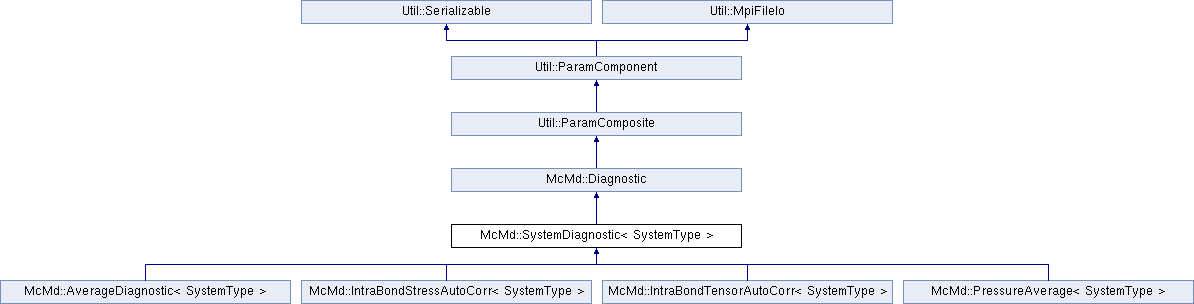 Util::Serializable
Util::MpiFileIo
Util::ParamComponent
Util::ParamComposite
McMd::Diagnostic
McMd::SystemDiagnostic< SystemType >
McMd::AverageDiagnostic< SystemType >
McMd::IntraBondStressAutoCorr< SystemType >
McMd::IntraBondTensorAutoCorr< SystemType >
McMd::PressureAverage< SystemType >